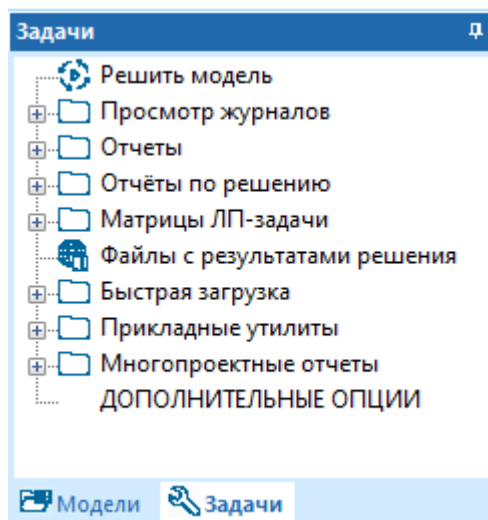 Задачи
Решить модель
Просмотр журналов
Отчеты
Отчёты по решению
Матрицы ЛП-задачи
Файлы с результатами решения
Быстрая загрузка
Прикладные утилиты
Многопроектные отчеты
ДОПОЛНИТЕЛЬНЫЕ ОПЦИИ
Модели Задачи